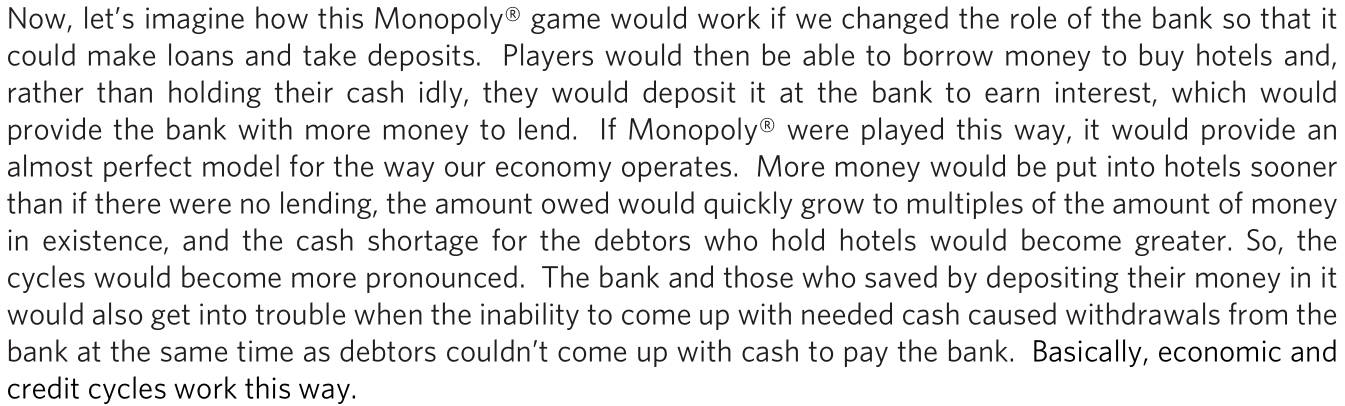 Now, let’s imagine how this Monopoly® game would work if we changed the role of the bank so that it
could make loans and take deposits.  Players would then be able to borrow money to buy hotels and,
rather than holding their cash idly, they would deposit it at the bank to earn interest, which would
provide the bank with more money to lend.  If Monopoly® were played this way, it would provide an
almost perfect model for the way our economy operates.  More money would be put into hotels sooner
than if there were no lending, the amount owed would quickly grow to multiples of the amount of money
in existence, and the cash shortage for the debtors who hold hotels would become greater. So, the
cycles would become more pronounced.  The bank and those who saved by depositing their money in it
would also get into trouble when the inability to come up with needed cash caused withdrawals from the
bank at the same time as debtors couldn’t come up with cash to pay the bank.  Basically, economic and
credit cycles work this way.